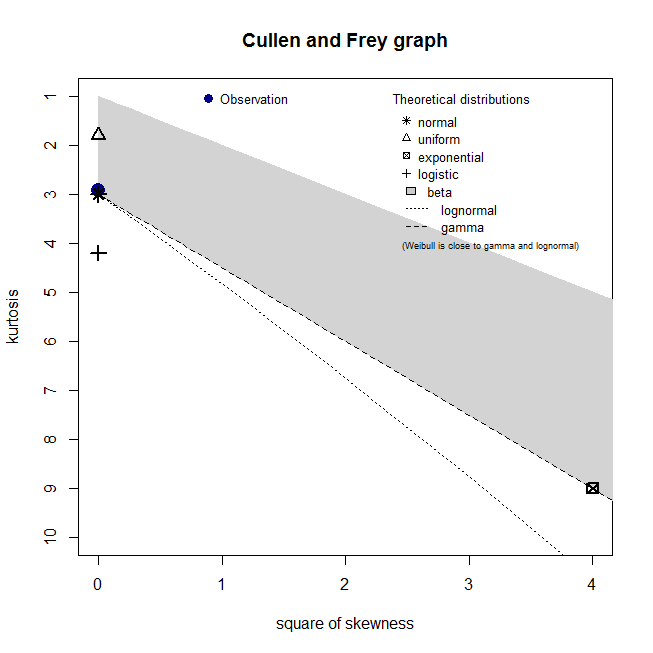 Cullen and Frey graph
Observation
Theoretical distributions
normal
uniform
exponential
logistic
beta
lognormal
gamma
(Weibull is close to gamma and lognormal)
kurtosis
1
2
3
4
5
6
7
8
9
10
0 1 2 3 4
square of skewness